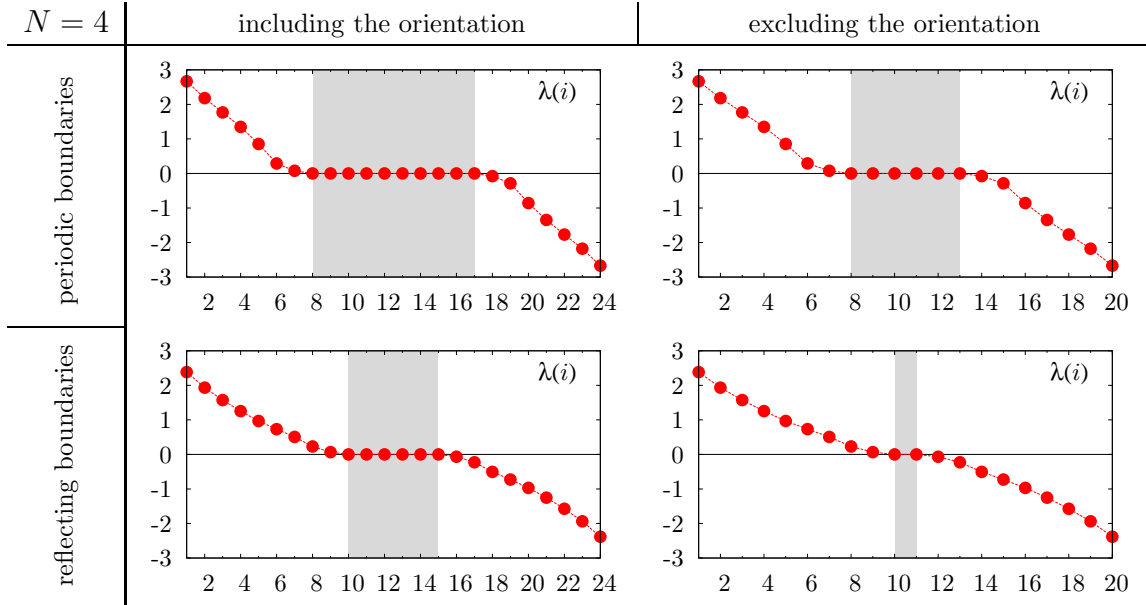 N = 4
including the orientation
excluding the orientation
periodic boundaries
3
2
1
0
-1
-2
-3
λ(i)
2 4 6 8 10 12 14 16 18 20 22 24
3
2
1
0
-1
-2
-3
λ(i)
2 4 6 8 10 12 14 16 18 20
reflecting boundaries
3
2
1
0
-1
-2
-3
λ(i)
2 4 6 8 10 12 14 16 18 20 22 24
3
2
1
0
-1
-2
-3
λ(i)
2 4 6 8 10 12 14 16 18 20